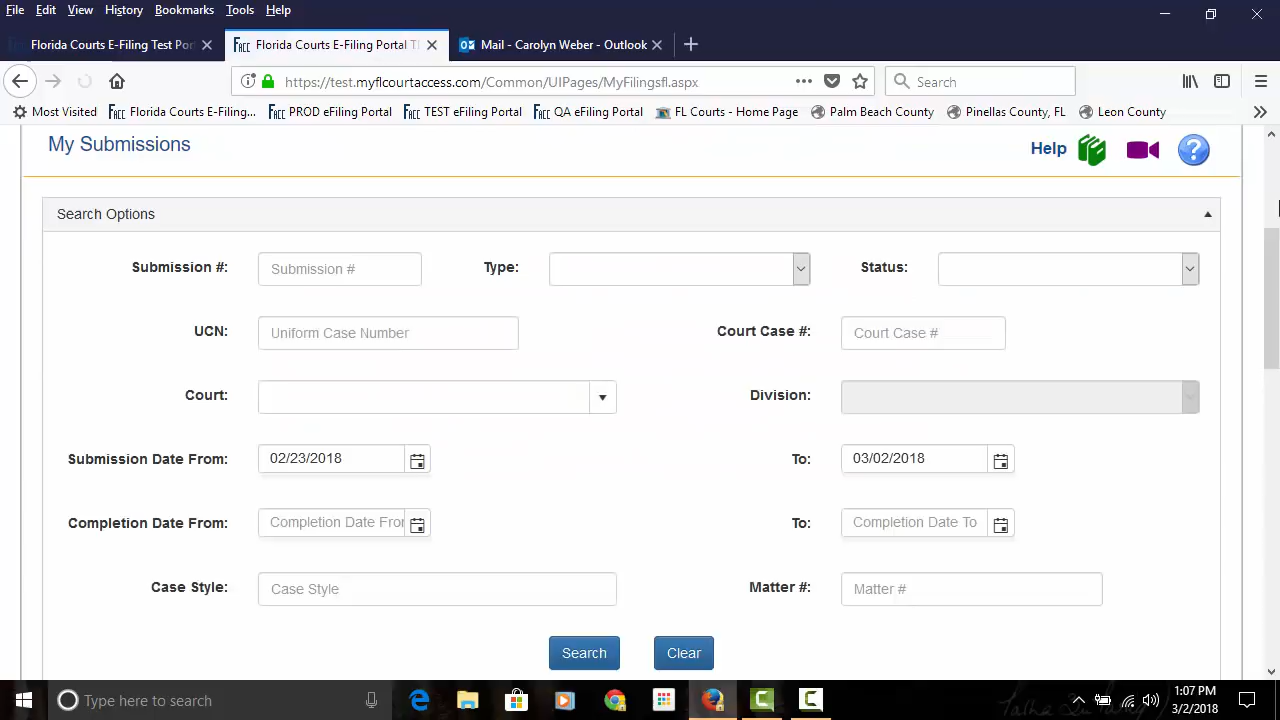 File Edit View History Bookmarks Tools Help
Florida Courts E-Filing Test Por
Florida Courts E-Filing Portal T
Mail - Carolyn Weber - Outlook
https://test.myflcourtaccess.com/Common/UIPages/MyFilingsfl.aspx
Search
Most Visited Florida Courts E-Filing... PROD eFiling Portal TEST eFiling Portal QA eFiling Portal FL Courts - Home Page Palm Beach County Pinellas County, FL Leon County
My Submissions
Help
Search Options
Submission #: Submission # Type: Status:
UCN: Uniform Case Number Court Case #: Court Case #
Court: Division:
Submission Date From: 02/23/2018 To: 03/02/2018
Completion Date From: Completion Date Fror To: Completion Date To
Case Style: Case Style Matter #: Matter #
Search Clear
Type here to search
1:07 PM
3/2/2018